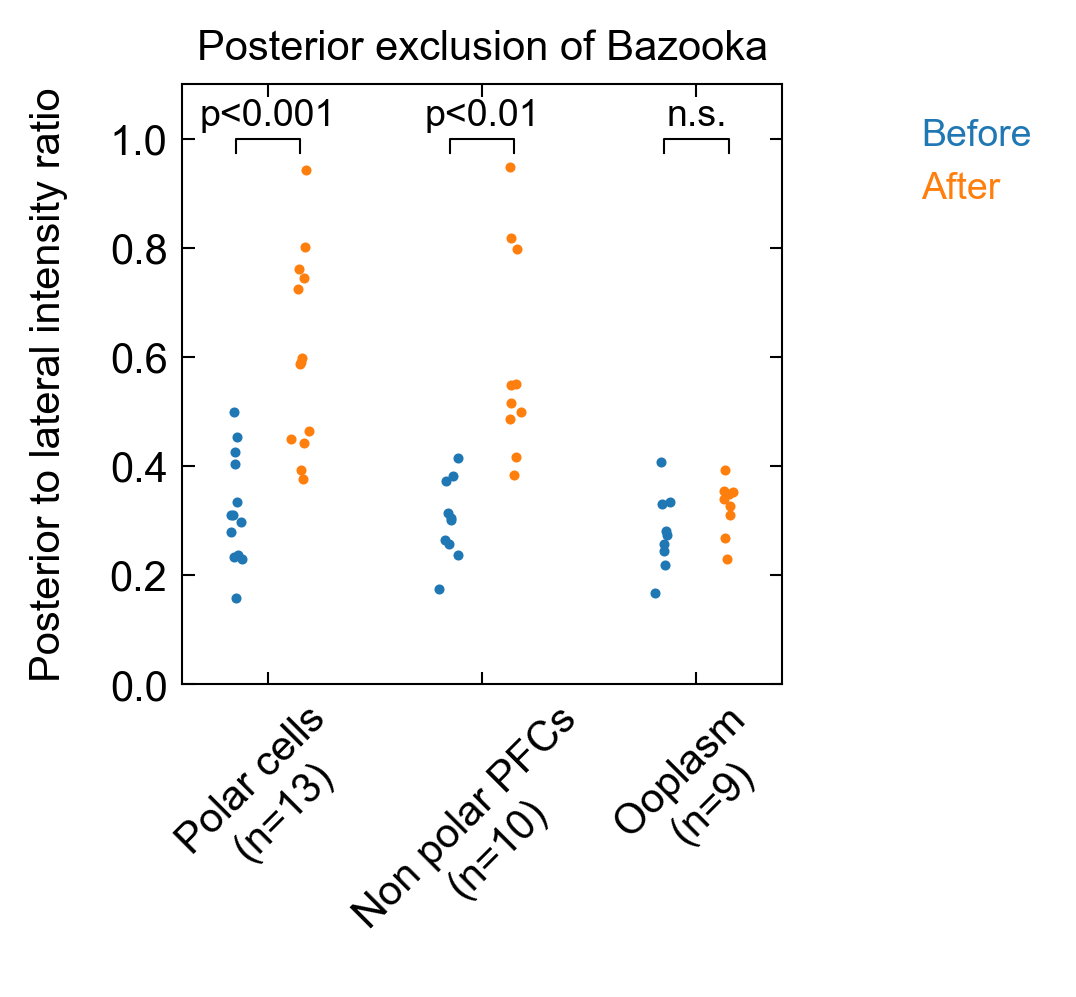 Posterior exclusion of Bazooka
Posterior to lateral intensity ratio
1.0
0.8
0.6
0.4
0.2
0.0
p<0.001
p<0.01
n.s.
Before
After
Polar cells
(n=13)
Non polar PFCs
(n=10)
Ooplasm
(n=9)